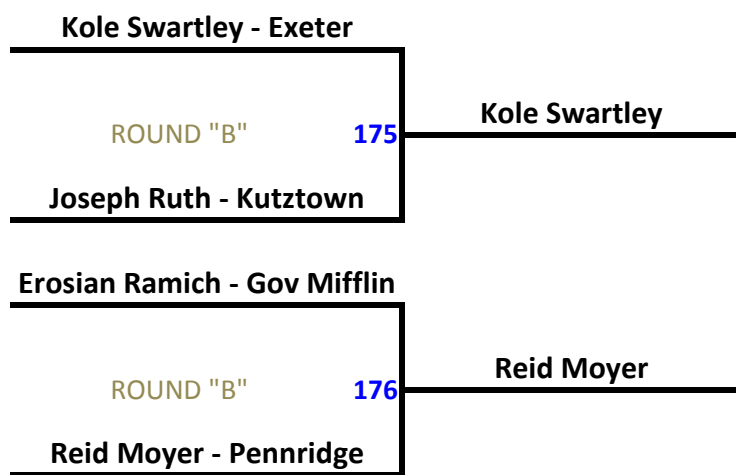 Kole Swartley - Exeter
Kole Swartley
ROUND "B" 175
Joseph Ruth - Kutztown
Erosian Ramich - Gov Mifflin
Reid Moyer
ROUND "B" 176
Reid Moyer - Pennridge